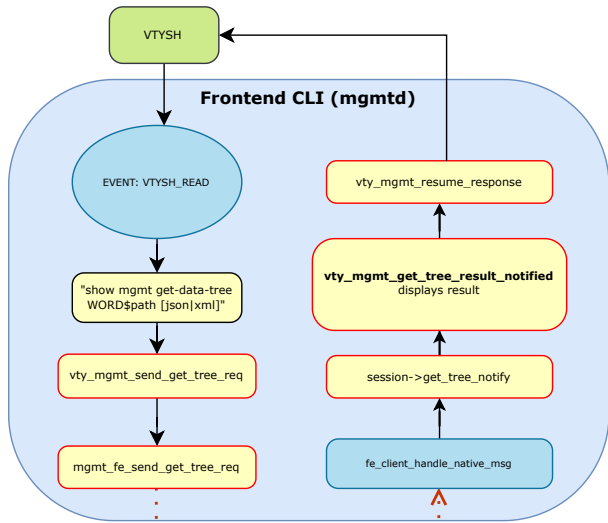 VTYSH
Frontend CLI (mgmtd)
EVENT: VTYSH_READ
"show mgmt get-data-tree
WORD$path [json|xml]"
vty_mgmt_send_get_tree_req
mgmt_fe_send_get_tree_req
vty_mgmt_resume_response
vty_mgmt_get_tree_result_notified
displays result
session->get_tree_notify
fe_client_handle_native_msg